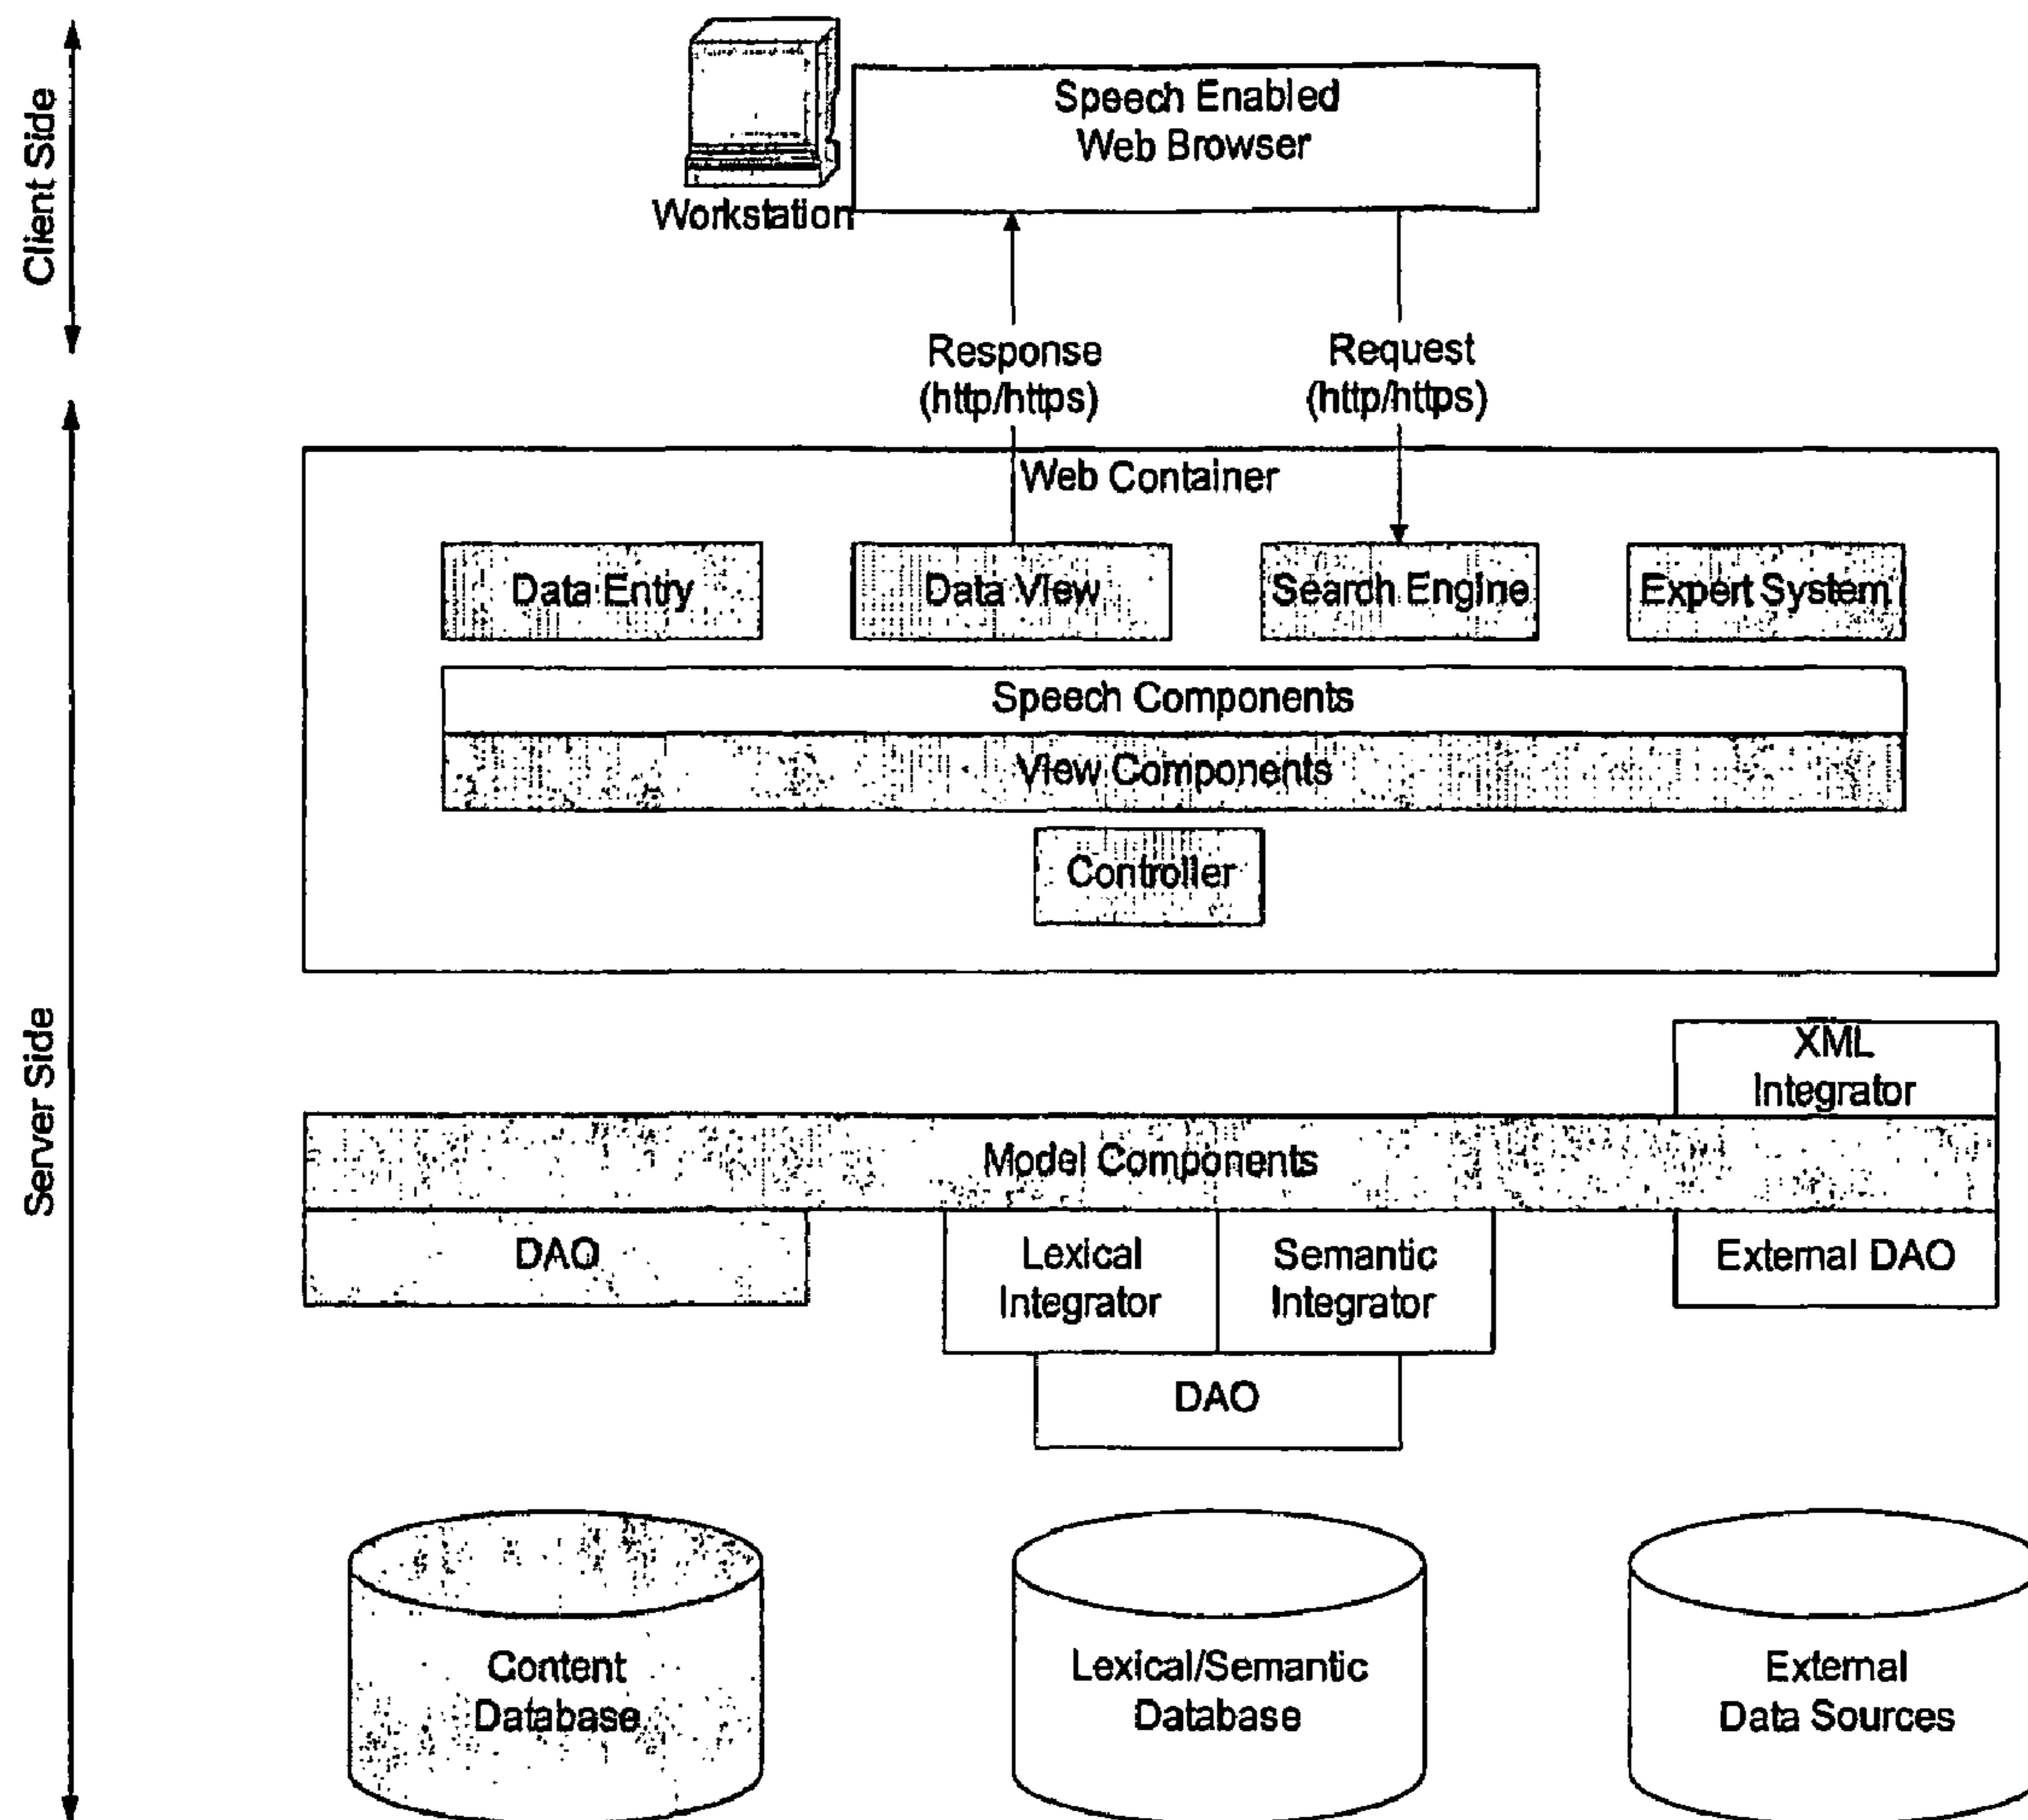 Client Side
Speech Enabled
Web Browser
Workstation
Response
(http/https)
Request
(http/https)
Server Side
Web Container
Data Entry
Data View
Search Engine
Expert System
Speech Components
View Components
Controller
XML
Integrator
Model Components
DAO
Lexical
Integrator
Semantic
Integrator
External DAO
DAO
Content
Database
Lexical/Semantic
Database
External
Data Sources